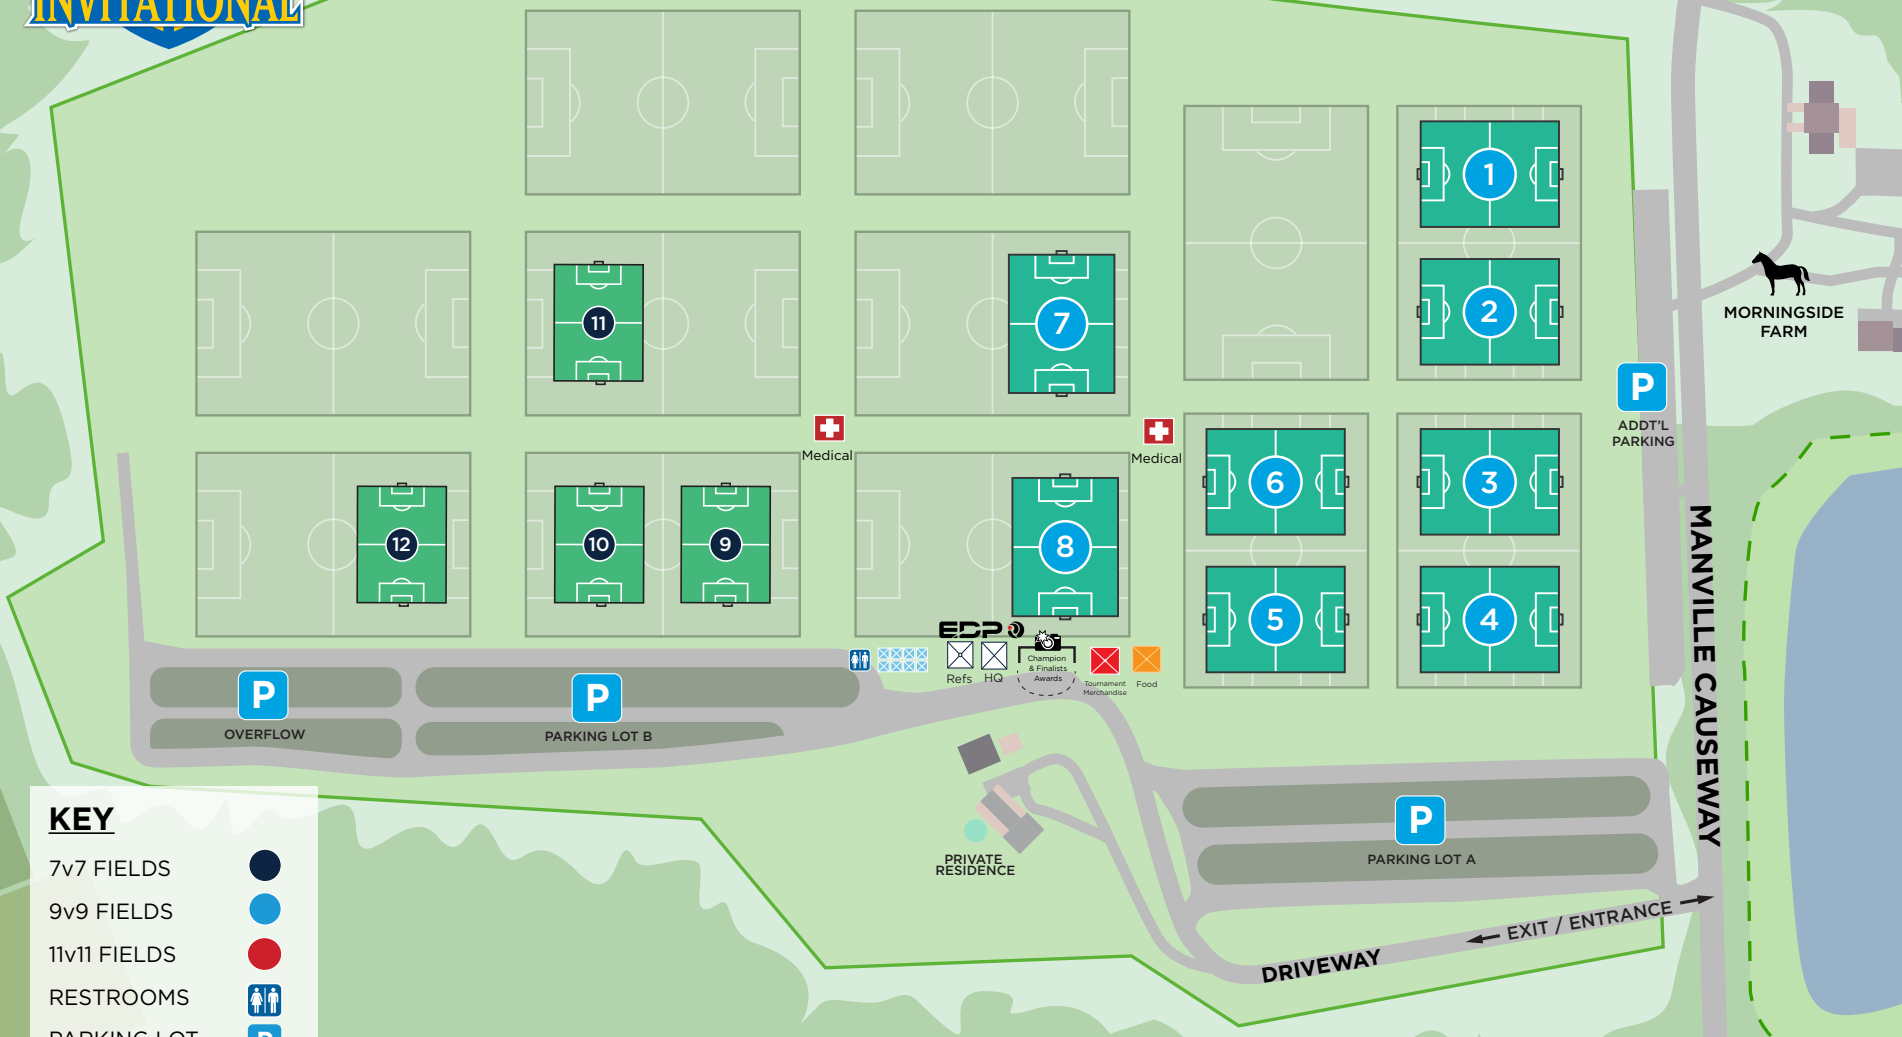 INVITATIONAL
1
2
MORNINGSIDE
FARM
11
7
P
ADDT'L
PARKING
Medical
Medical
6
3
12
10
9
8
5
4
MANVILLE CAUSEWAY
EDP
Refs
HQ
Champion
& Finalists
Awards
Tournament
Merchandise
Food
P
OVERFLOW
P
PARKING LOT B
PRIVATE
RESIDENCE
P
PARKING LOT A
EXIT / ENTRANCE
DRIVEWAY
KEY
7v7 FIELDS
9v9 FIELDS
11v11 FIELDS
RESTROOMS
PARKING LOT
P